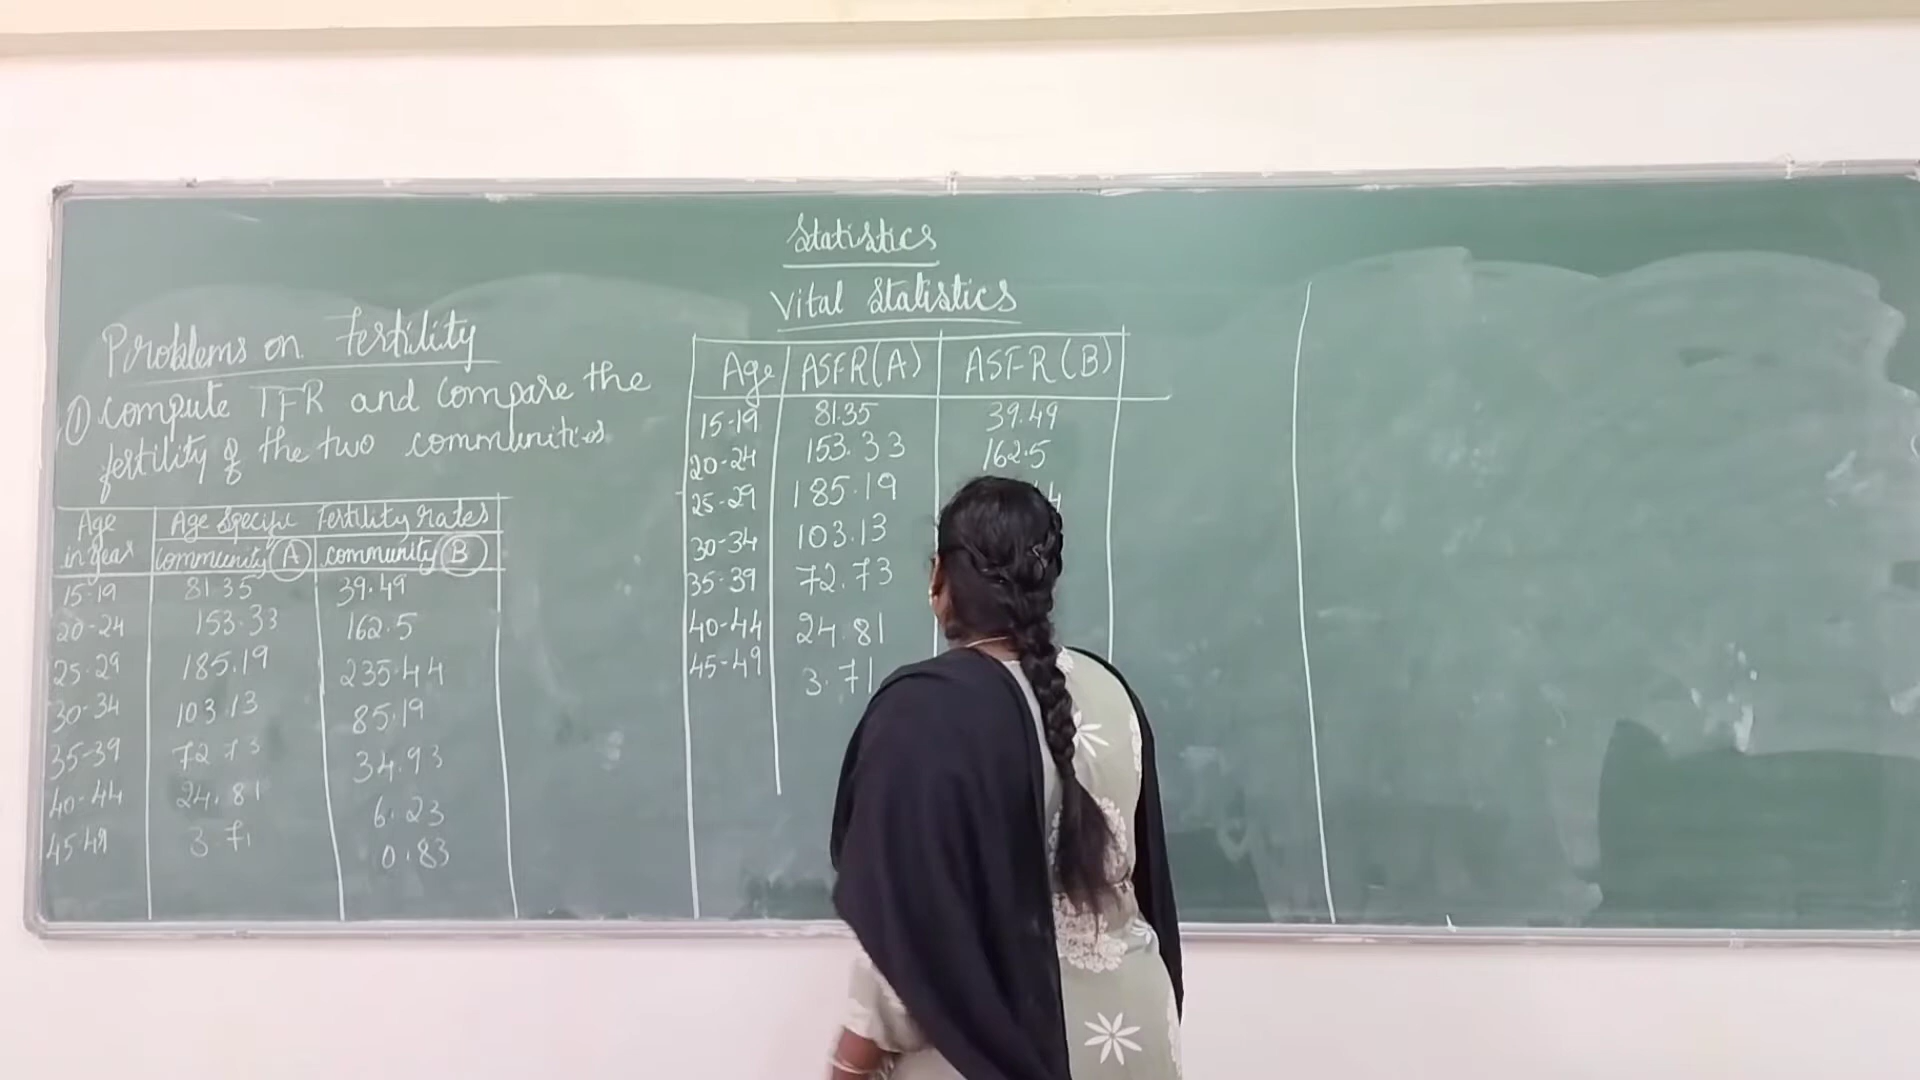 Statistics
Vital Statistics
Problems on Fertility
① Compute TFR and compare the
fertility of the two communities
Age in year | Age Specific Fertility rates
community (A) | community (B)
15-19 | 81.35 | 39.49
20-24 | 153.33 | 162.5
25-29 | 185.19 | 235.44
30-34 | 103.13 | 85.19
35-39 | 72.73 | 34.93
40-44 | 24.81 | 6.23
45-49 | 3.71 | 0.83
Age | ASFR(A) | ASFR(B)
15-19 | 81.35 | 39.49
20-24 | 153.33 | 162.5
25-29 | 185.19 | 4
30-34 | 103.13
35-39 | 72.73
40-44 | 24.81
45-49 | 3.71